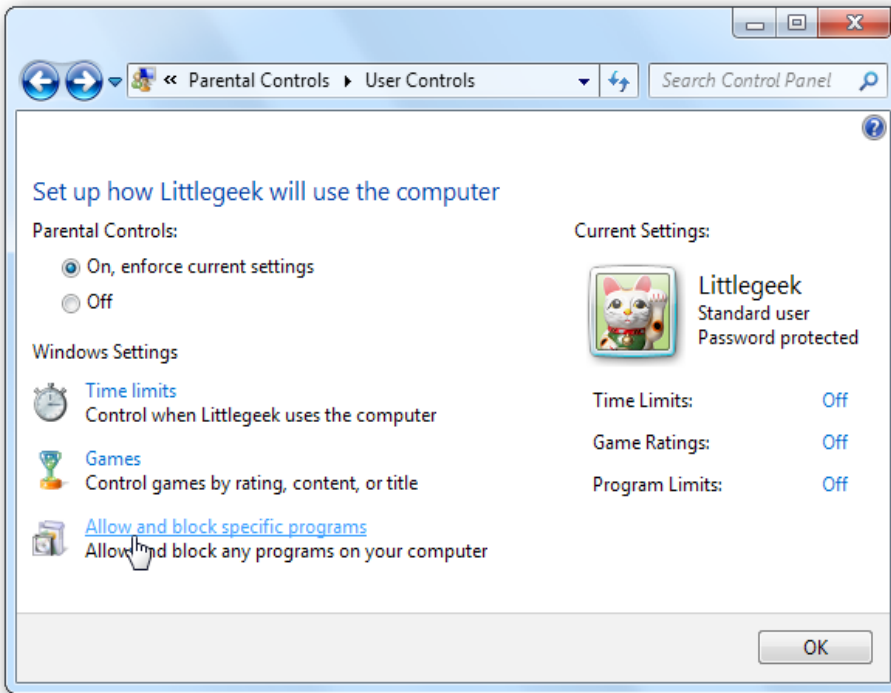 « Parental Controls ▸ User Controls
Search Control Panel
Set up how Littlegeek will use the computer
Parental Controls:
On, enforce current settings
Off
Windows Settings
Time limits
Control when Littlegeek uses the computer
Games
Control games by rating, content, or title
Allow and block specific programs
Allow and block any programs on your computer
Current Settings:
Littlegeek
Standard user
Password protected
Time Limits: Off
Game Ratings: Off
Program Limits: Off
OK